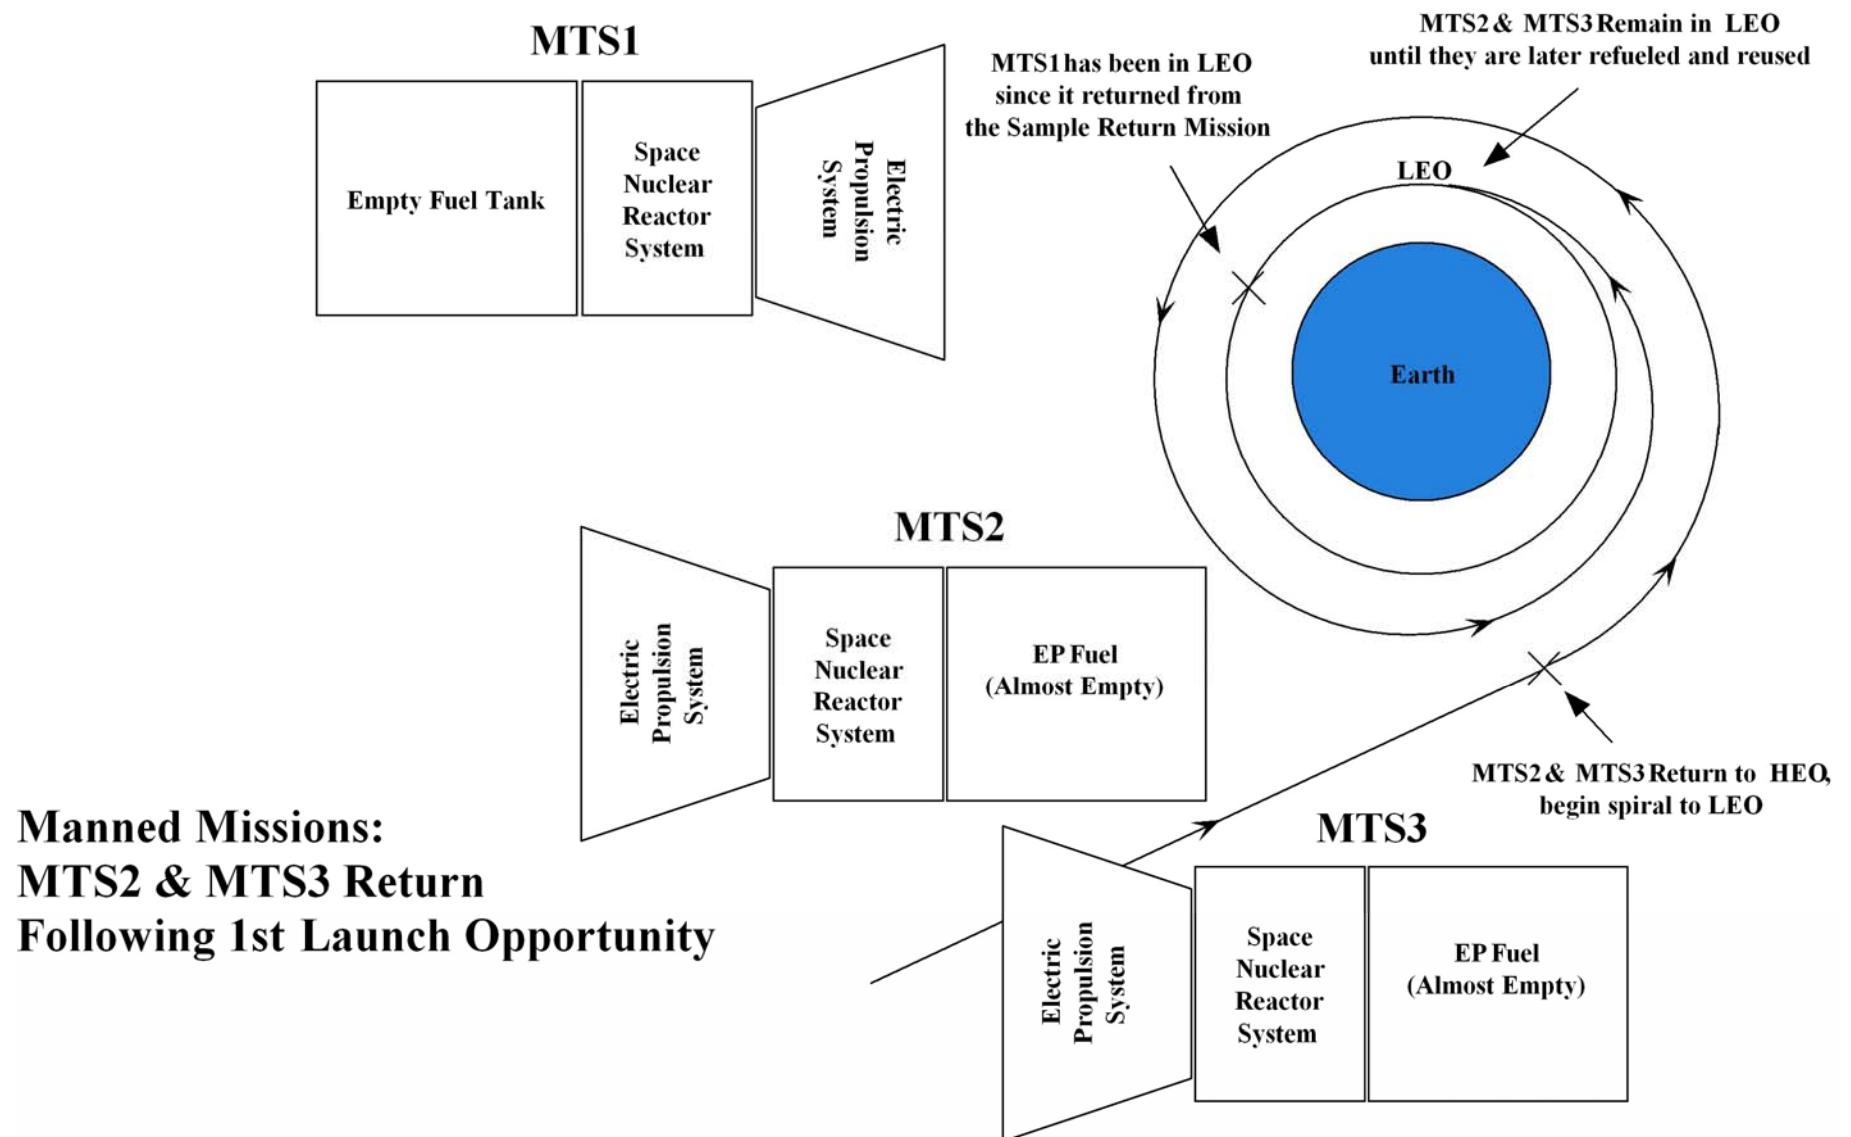 MTS1
Empty Fuel Tank
Space
Nuclear
Reactor
System
Electric
Propulsion
System
MTS1 has been in LEO
since it returned from
the Sample Return Mission
MTS2 & MTS3 Remain in LEO
until they are later refueled and reused
LEO
Earth
MTS2
Electric
Propulsion
System
Space
Nuclear
Reactor
System
EP Fuel
(Almost Empty)
MTS2 & MTS3 Return to HEO,
begin spiral to LEO
MTS3
Electric
Propulsion
System
Space
Nuclear
Reactor
System
EP Fuel
(Almost Empty)
Manned Missions:
MTS2 & MTS3 Return
Following 1st Launch Opportunity